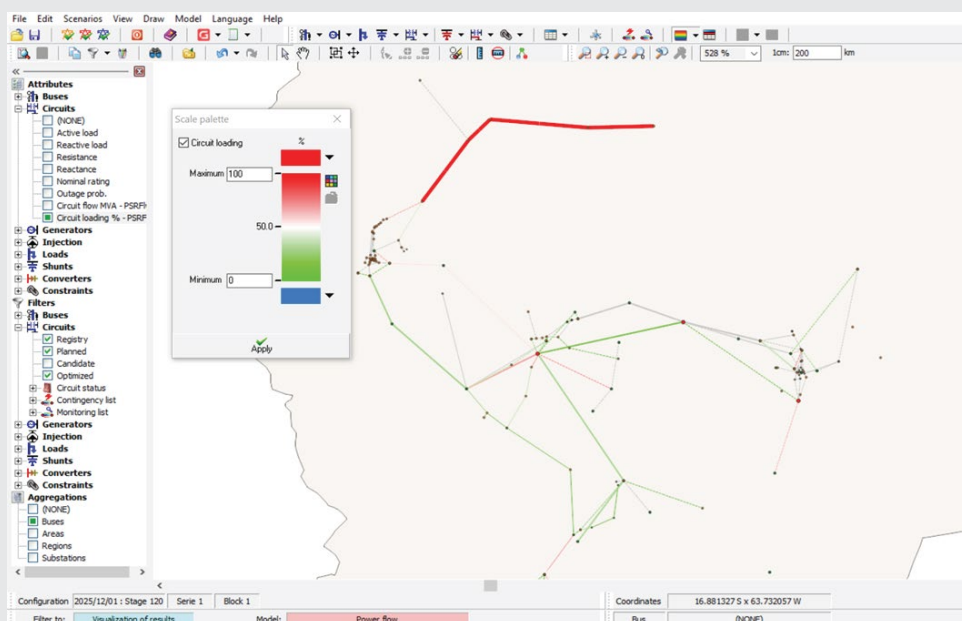 File Edit Scenarios View Draw Model Language Help
528 % 1cm: 200 km
Attributes
Buses
Circuits
(NONE)
Active load
Reactive load
Resistance
Reactance
Nominal rating
Outage prob.
Circuit flow MVA - PSRF
Circuit loading % - PSRF
Generators
Injection
Loads
Shunts
Converters
Constraints
Filters
Buses
Circuits
Registry
Planned
Candidate
Optimized
Circuit status
Contingency list
Monitoring list
Generators
Injection
Loads
Shunts
Converters
Constraints
Aggregations
(NONE)
Buses
Areas
Regions
Substations
Scale palette
Circuit loading %
Maximum 100
50.0
Minimum 0
Apply
Configuration 2025/12/01 : Stage 120 Serie 1 Block 1 Coordinates 16.881327 S x 63.732057 W
Filter to: Visualization of results Model: Power flow Bus (NONE)